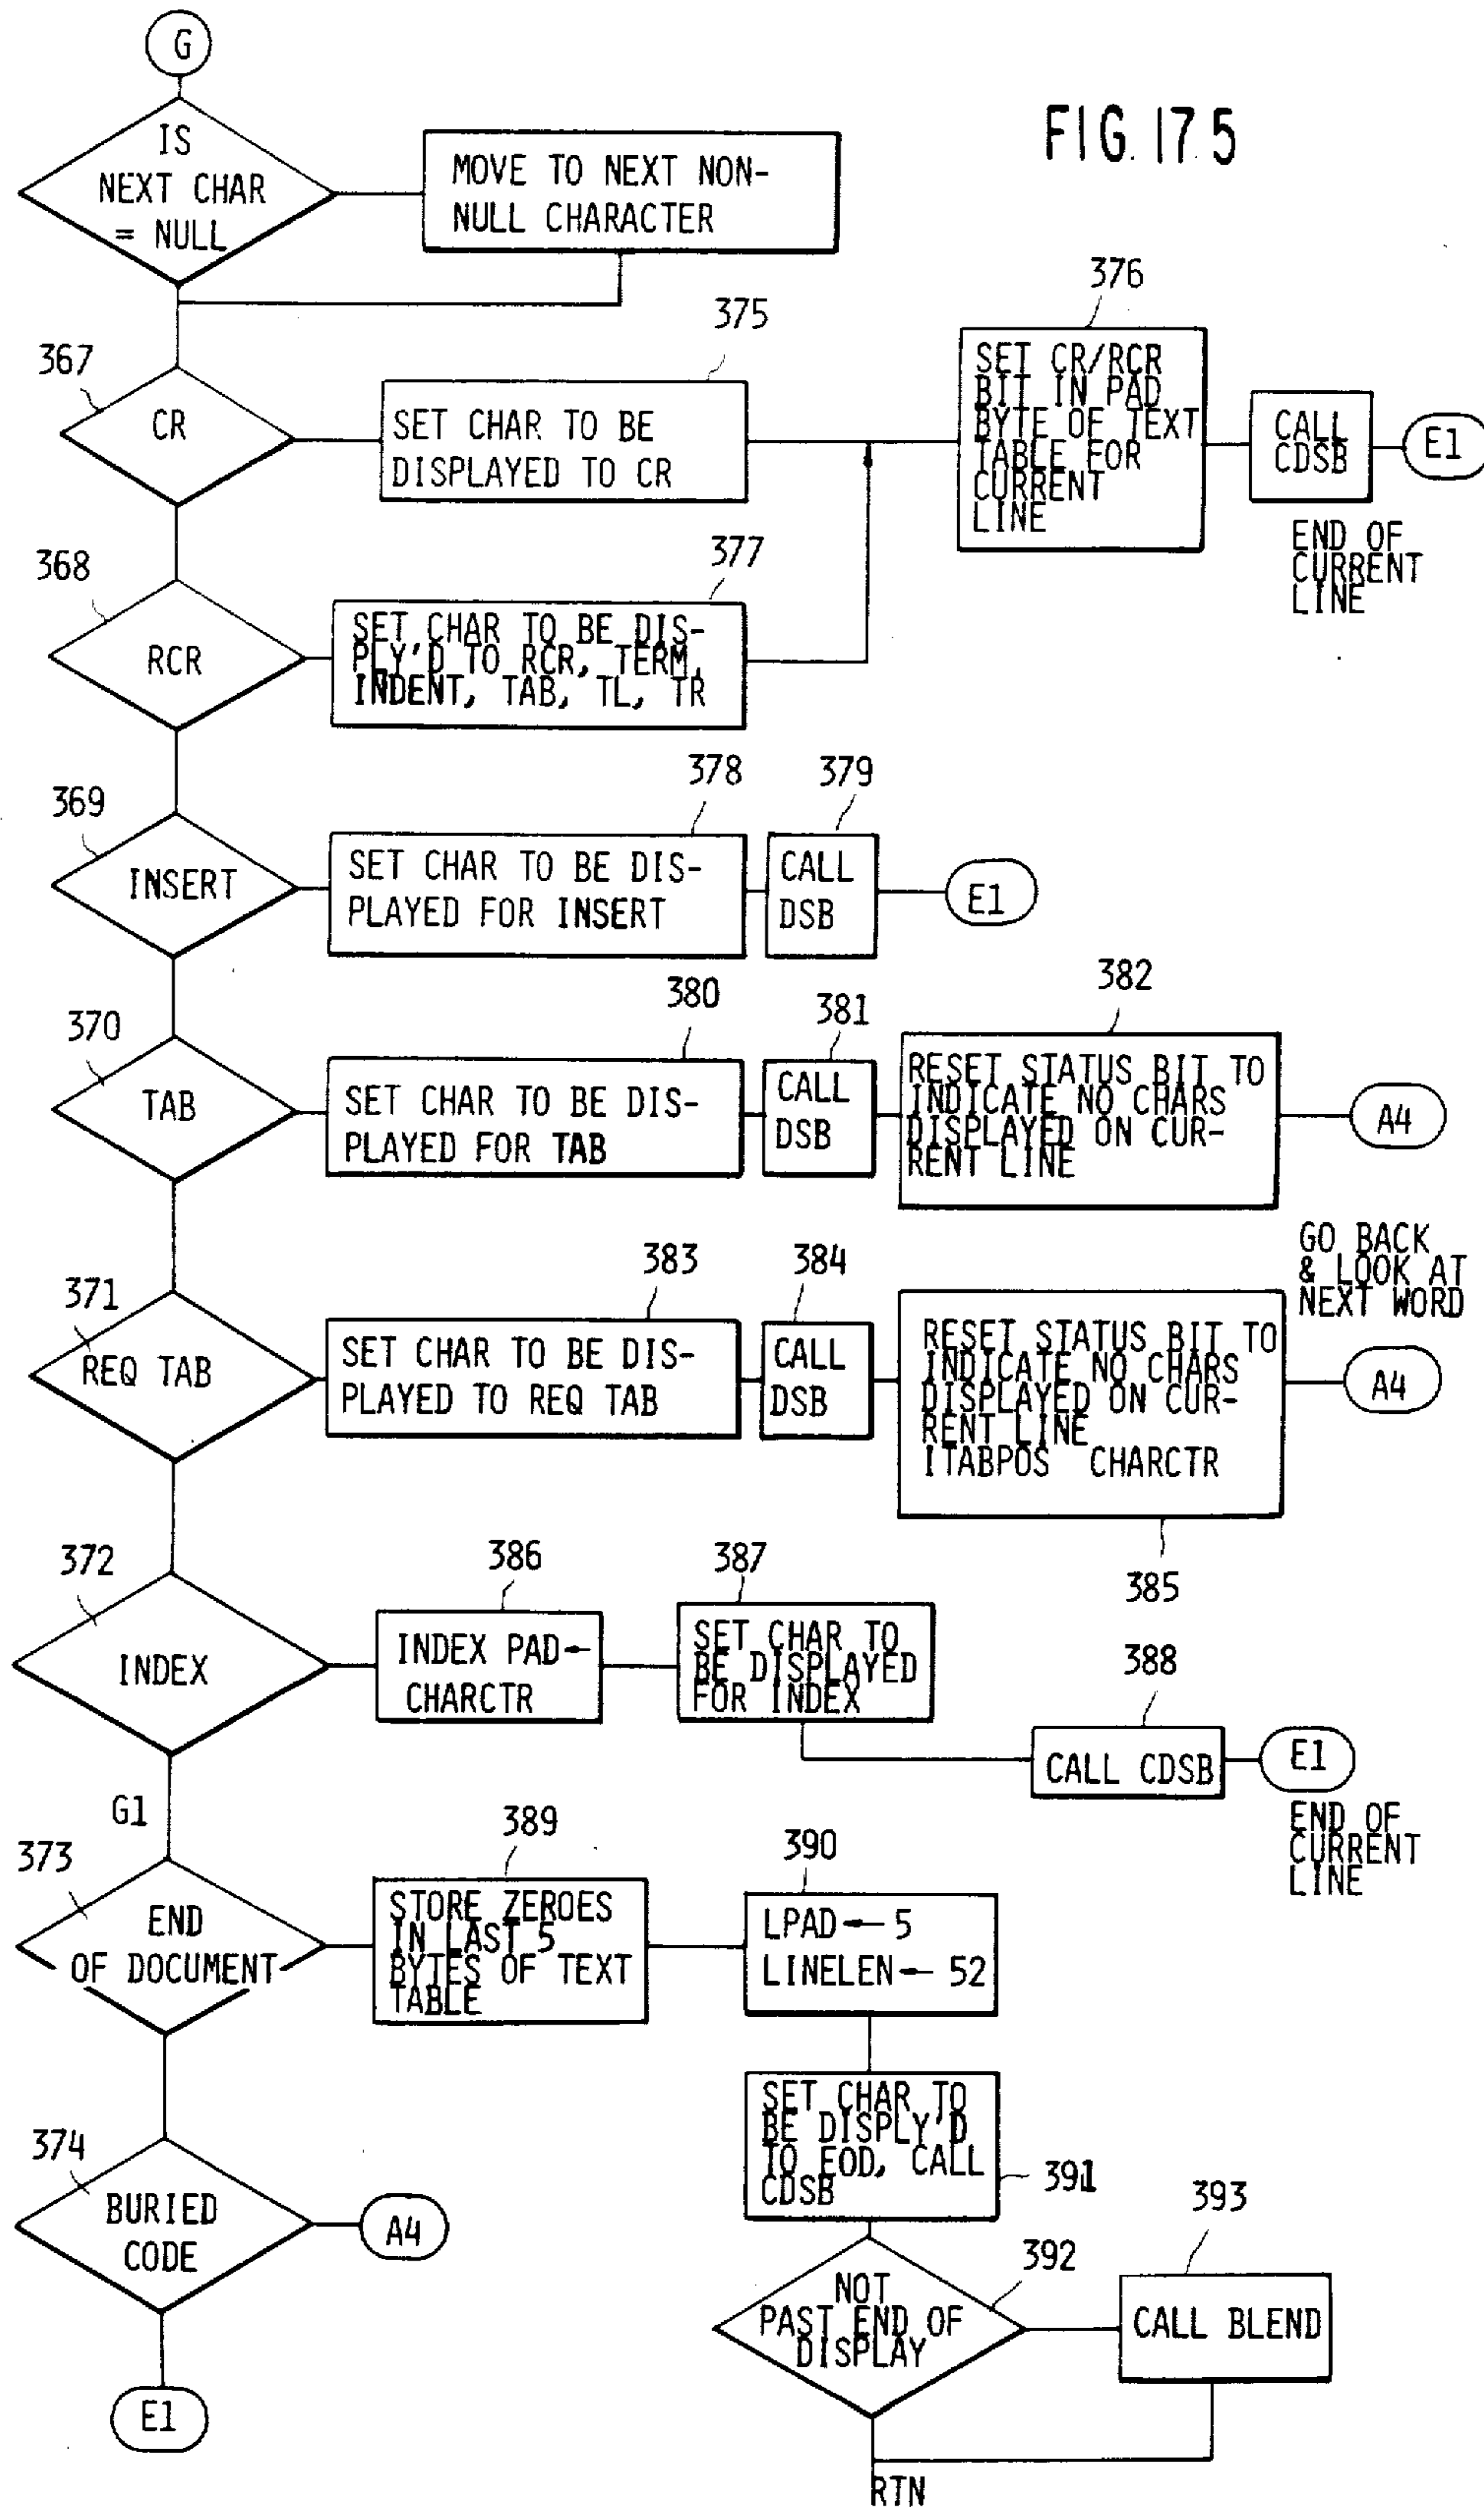 G
FIG. 17.5
IS
NEXT CHAR
= NULL
MOVE TO NEXT NON-
NULL CHARACTER
367
CR
375
SET CHAR TO BE
DISPLAYED TO CR
376
SET CR/RCR
BIT IN PAD
BYTE OF TEXT
TABLE FOR
CURRENT
LINE
CALL
CDSB
E1
END OF
CURRENT
LINE
368
RCR
377
SET CHAR TO BE DIS-
PLY'D TO RCR, TERM,
INDENT, TAB, TL, TR
369
INSERT
378
SET CHAR TO BE DIS-
PLAYED FOR INSERT
379
CALL
DSB
E1
370
TAB
380
SET CHAR TO BE DIS-
PLAYED FOR TAB
381
CALL
DSB
382
RESET STATUS BIT TO
INDICATE NO CHARS
DISPLAYED ON CUR-
RENT LINE
A4
GO BACK
& LOOK AT
NEXT WORD
371
REQ TAB
383
SET CHAR TO BE DIS-
PLAYED TO REQ TAB
384
CALL
DSB
RESET STATUS BIT TO
INDICATE NO CHARS
DISPLAYED ON CUR-
RENT LINE
ITABPOS CHARCTR
385
A4
372
INDEX
386
INDEX PAD←
CHARCTR
387
SET CHAR TO
BE DISPLAYED
FOR INDEX
388
CALL CDSB
E1
END OF
CURRENT
LINE
G1
373
END
OF DOCUMENT
389
STORE ZEROES
IN LAST 5
BYTES OF TEXT
TABLE
390
LPAD ← 5
LINELEN ← 52
SET CHAR TO
BE DISPLY'D
TO EOD, CALL
CDSB
391
374
BURIED
CODE
A4
E1
392
NOT
PAST END OF
DISPLAY
393
CALL BLEND
RTN